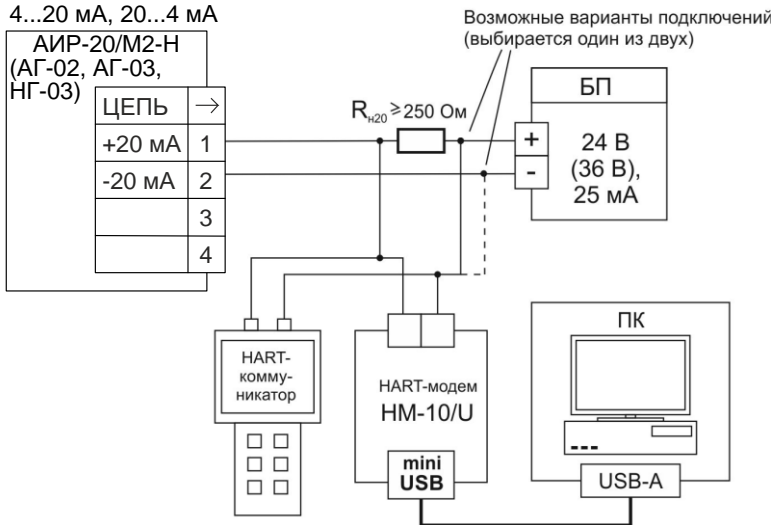 4...20 мА, 20...4 мА
АИР-20/М2-Н
(АГ-02, АГ-03,
НГ-03)
ЦЕПЬ →
+20 мА 1
-20 мА 2
3
4
Rн20 ≥ 250 Ом
Возможные варианты подключений
(выбирается один из двух)
БП
+
-
24 В
(36 В),
25 мА
HART-
комму-
никатор
HART-модем
НМ-10/U
mini
USB
ПК
USB-A